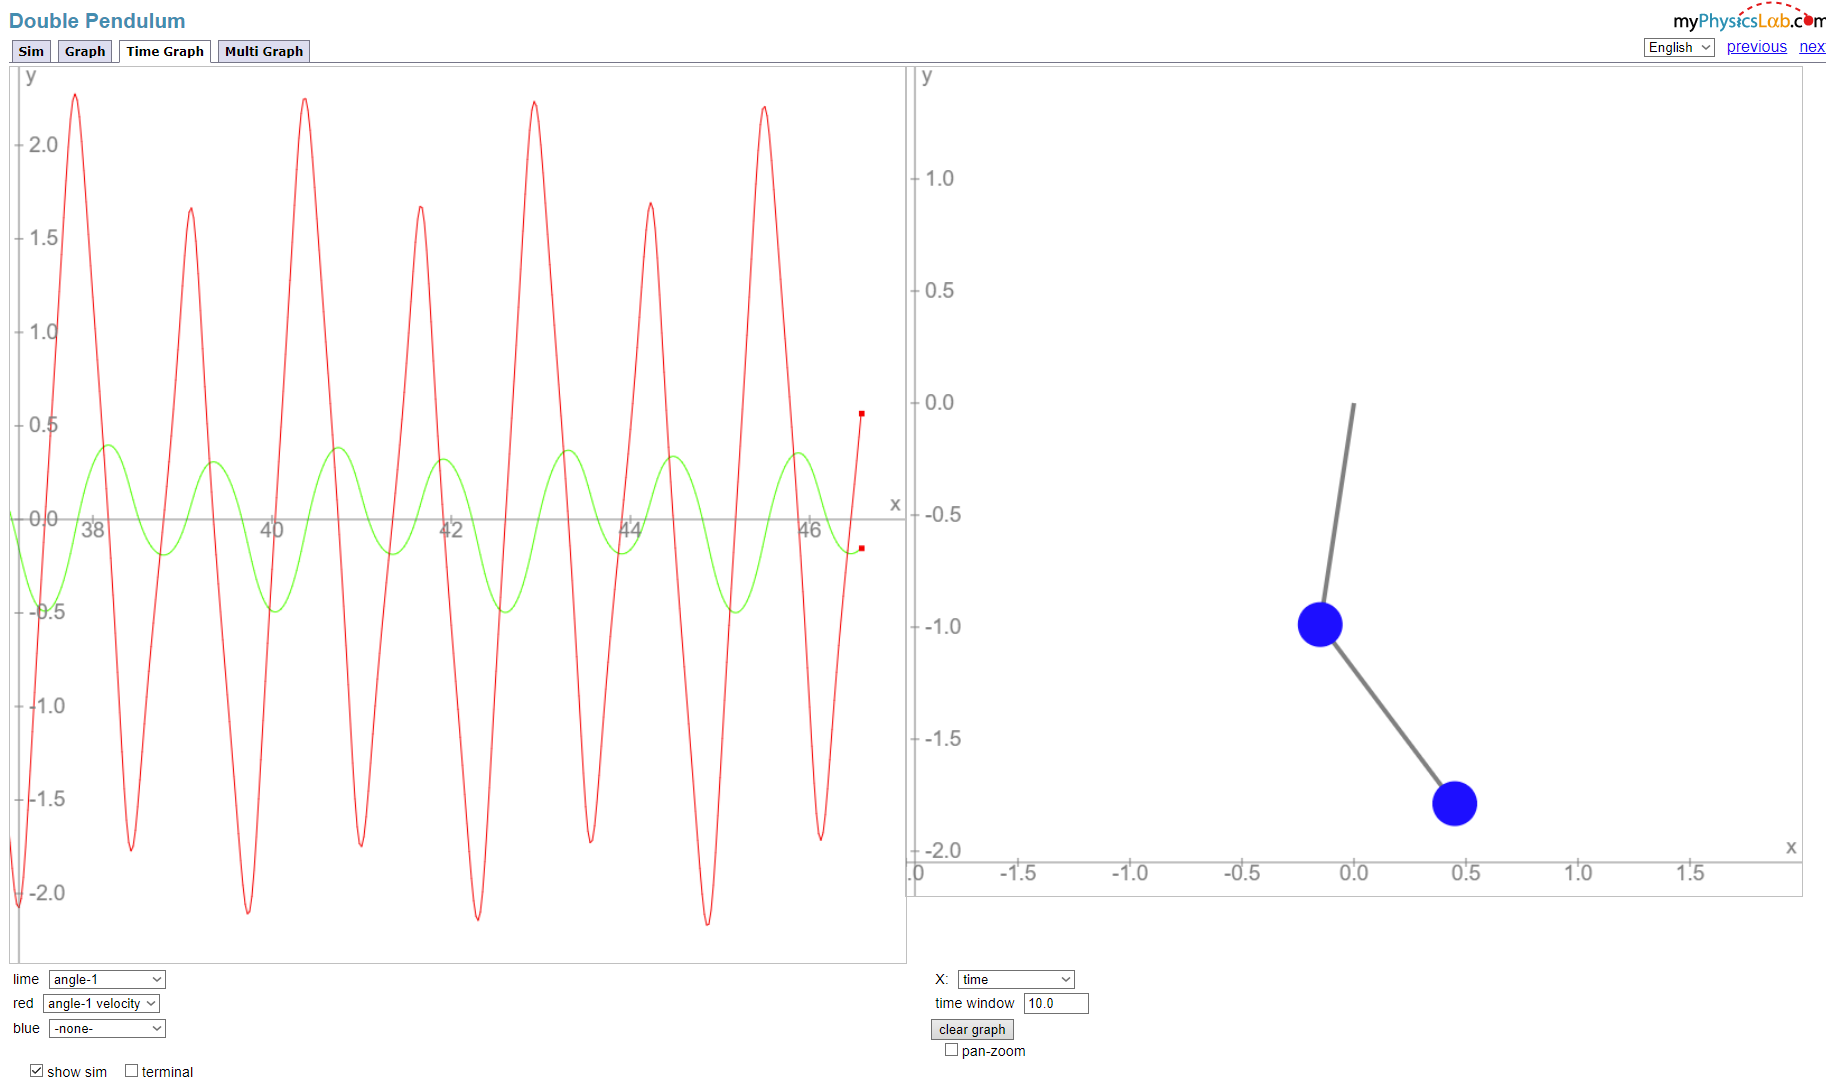 Double Pendulum
myPhysicsLab.com
Sim Graph Time Graph Multi Graph
English previous nex
y
2.0
1.5
1.0
0.5
0.0
-0.5
-1.0
-1.5
-2.0
38 40 42 44 46
x
y
1.0
0.5
0.0
-0.5
-1.0
-1.5
-2.0
.0 -1.5 -1.0 -0.5 0.0 0.5 1.0 1.5
x
lime angle-1
red angle-1 velocity
blue -none-
X: time
time window 10.0
clear graph
pan-zoom
show sim terminal